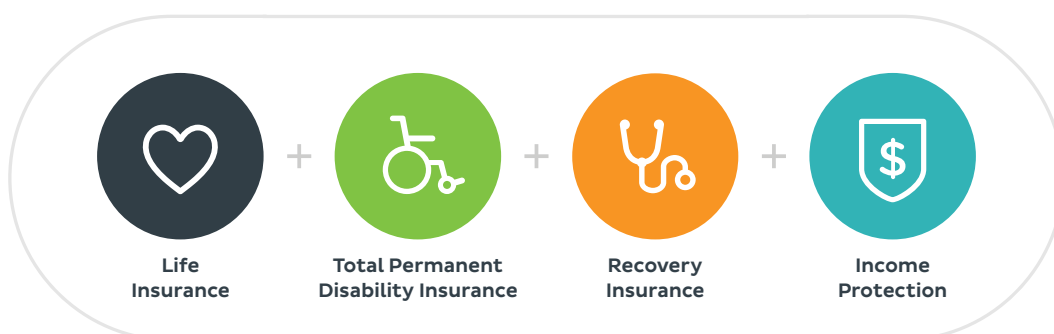 $
+
+
+
Life
Insurance
Total Permanent
Disability Insurance
Recovery
Insurance
Income
Protection